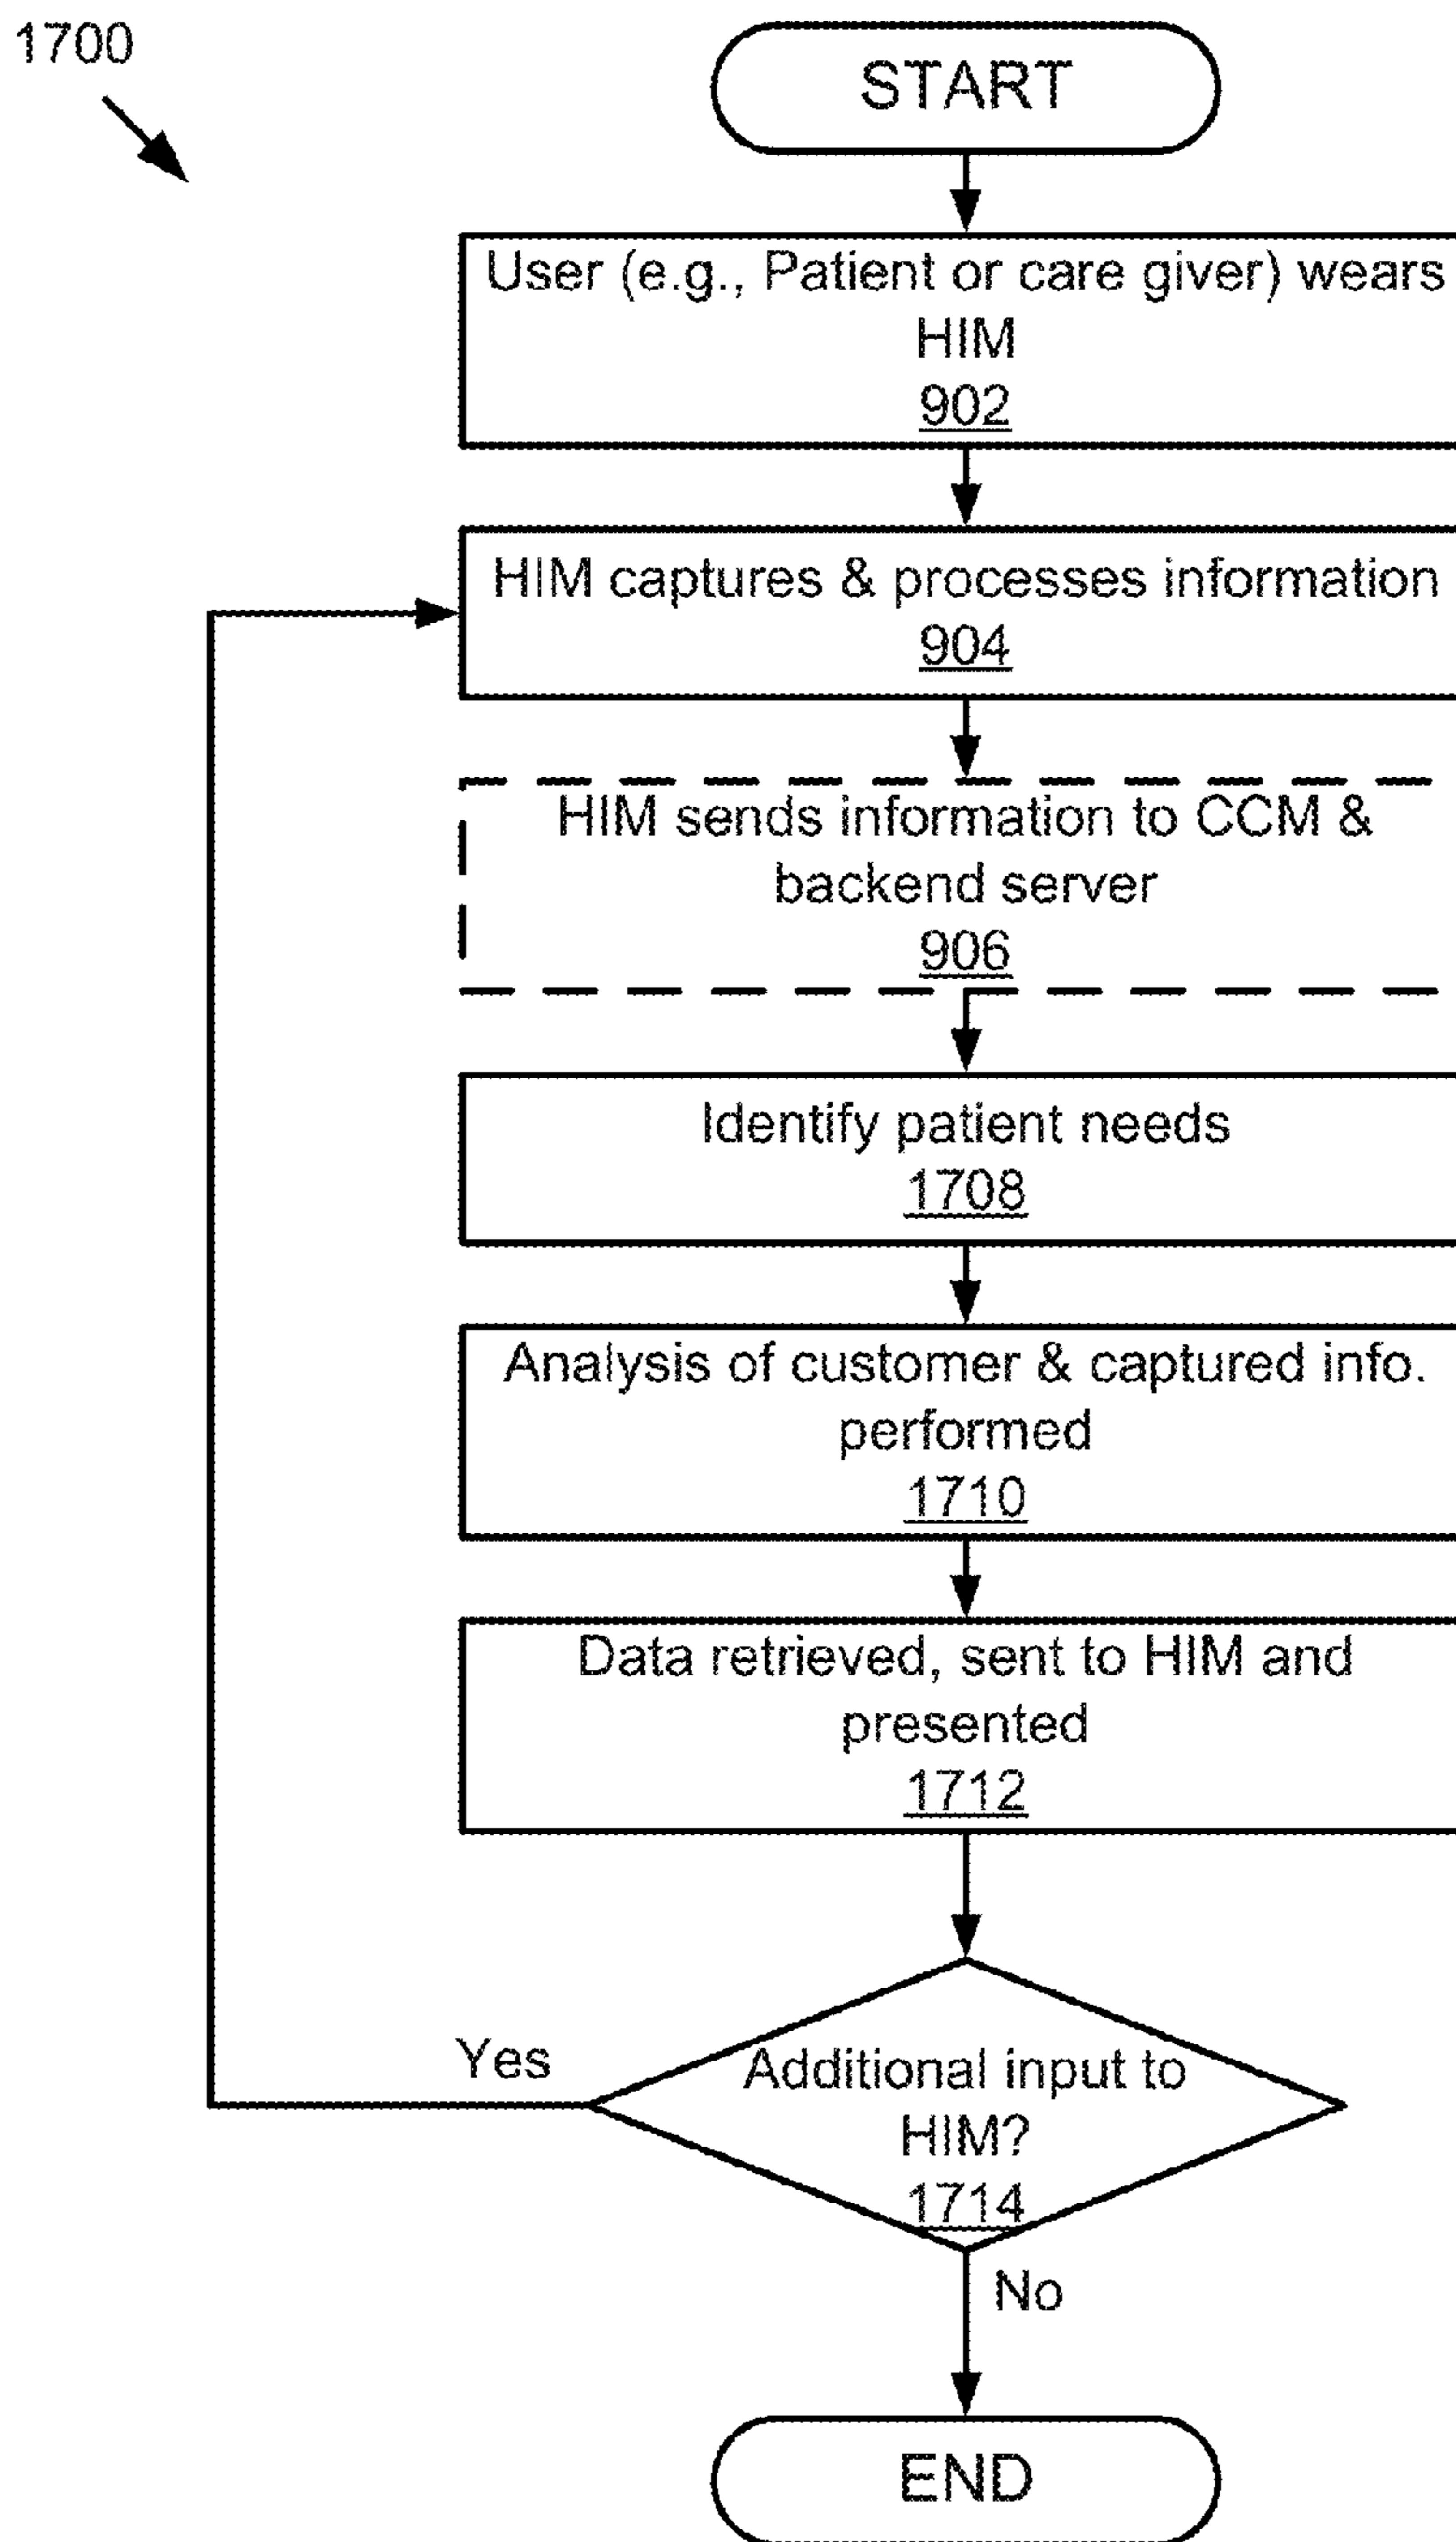 1700
START
User (e.g., Patient or care giver) wears
HIM
902
HIM captures & processes information
904
HIM sends information to CCM &
backend server
906
Identify patient needs
1708
Analysis of customer & captured info.
performed
1710
Data retrieved, sent to HIM and
presented
1712
Yes
Additional input to
HIM?
1714
No
END